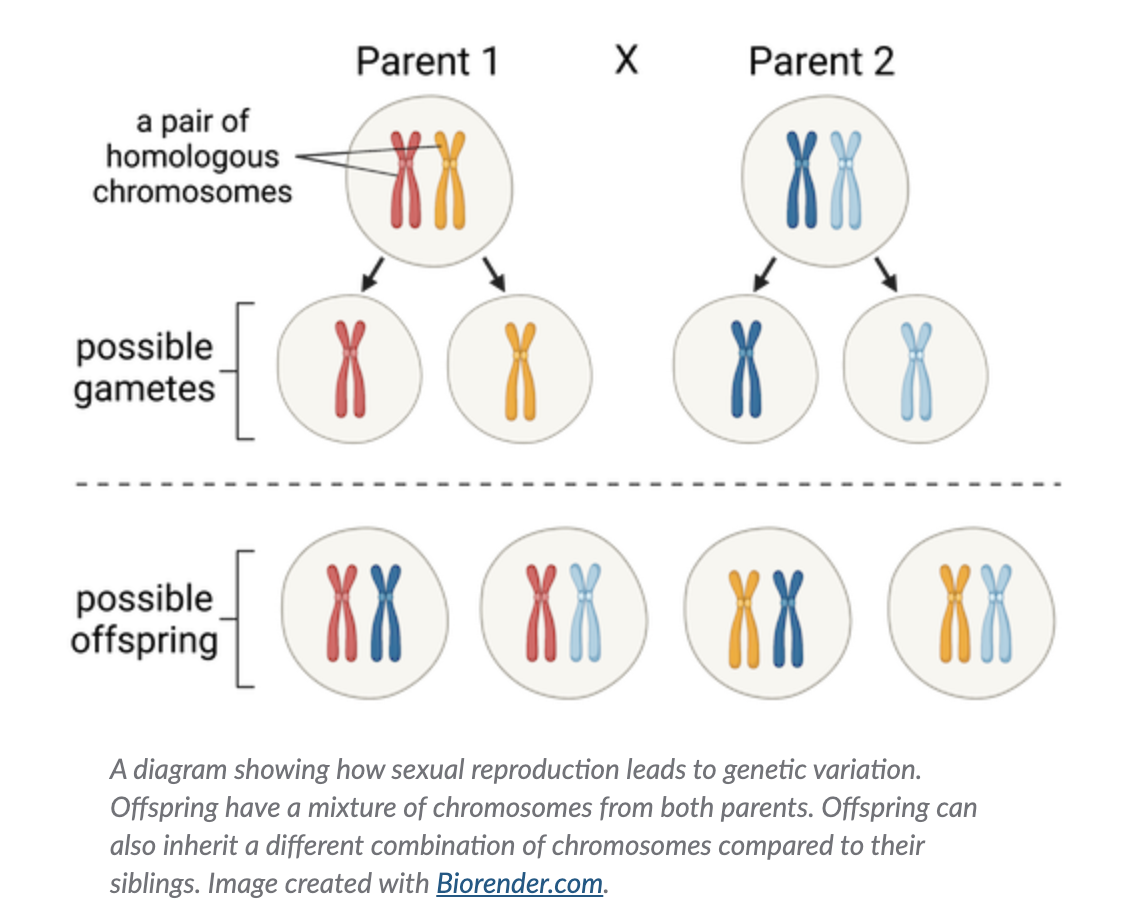 Parent 1 X Parent 2
a pair of
homologous
chromosomes
possible
gametes
possible
offspring
A diagram showing how sexual reproduction leads to genetic variation.
Offspring have a mixture of chromosomes from both parents. Offspring can
also inherit a different combination of chromosomes compared to their
siblings. Image created with Biorender.com.